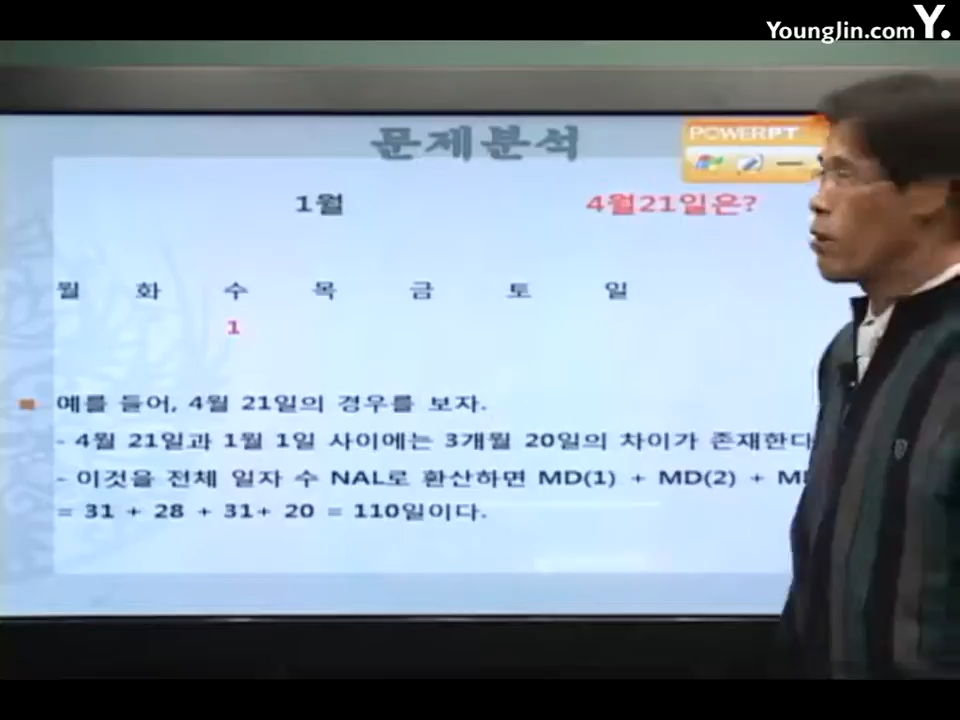 YoungJin.com Y.
문제분석
POWERPT
1월 4월21일은?
월 화 수 목 금 토 일
1
예를 들어, 4월 21일의 경우를 보자.
- 4월 21일과 1월 1일 사이에는 3개월 20일의 차이가 존재한다
- 이것을 전체 일자 수 NAL로 환산하면 MD(1) + MD(2) +
= 31 + 28 + 31+ 20 = 110일이다.